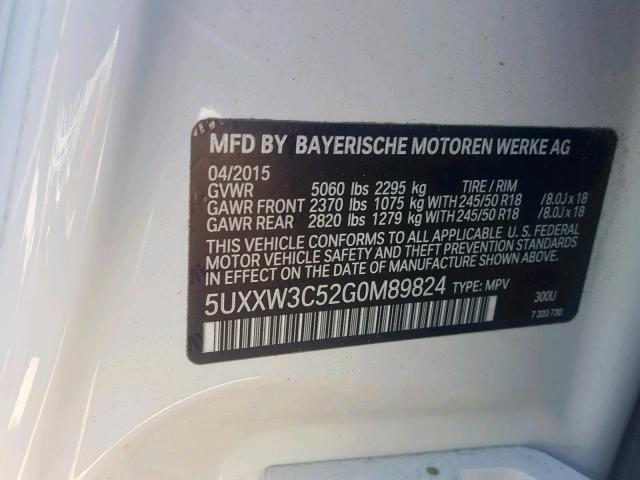 MFD BY BAYERISCHE MOTOREN WERKE AG
04/2015
GVWR 5060 lbs 2295 kg TIRE / RIM
GAWR FRONT 2370 lbs 1075 kg WITH 245/50 R18 /8.0J x 18
GAWR REAR 2820 lbs 1279 kg WITH 245/50 R18 /8.0J x 18
THIS VEHICLE CONFORMS TO ALL APPLICABLE U. S. FEDERAL
MOTOR VEHICLE SAFETY AND THEFT PREVENTION STANDARDS
IN EFFECT ON THE DATE OF MANUFACTURE SHOWN ABOVE.
5UXXW3C52G0M89824 TYPE: MPV
300U
7 320 730